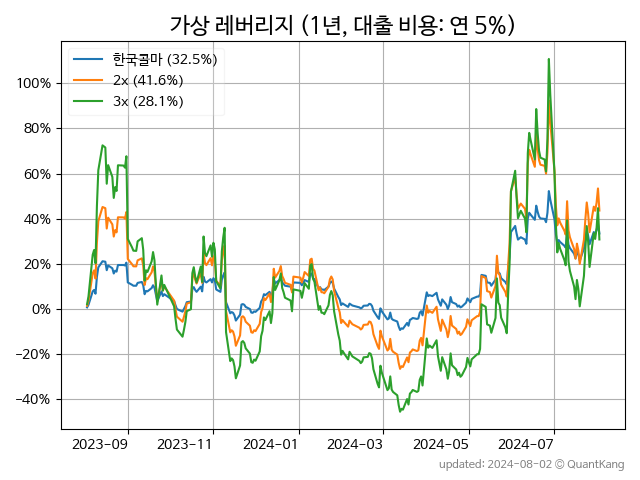 가상 레버리지 (1년, 대출 비용: 연 5%)
한국콜마 (32.5%)
2x (41.6%)
3x (28.1%)
100%
80%
60%
40%
20%
0%
−20%
−40%
2023-09
2023-11
2024-01
2024-03
2024-05
2024-07
updated: 2024-08-02 © QuantKang